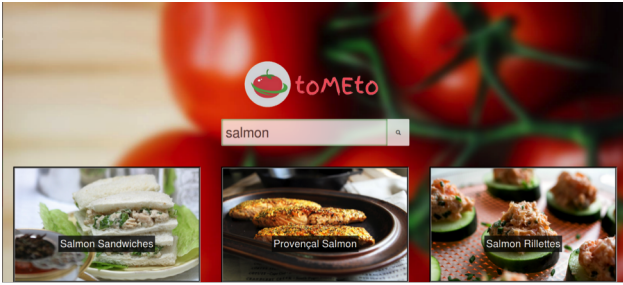 toMEto
salmon
Salmon Sandwiches
Provençal Salmon
Salmon Rillettes